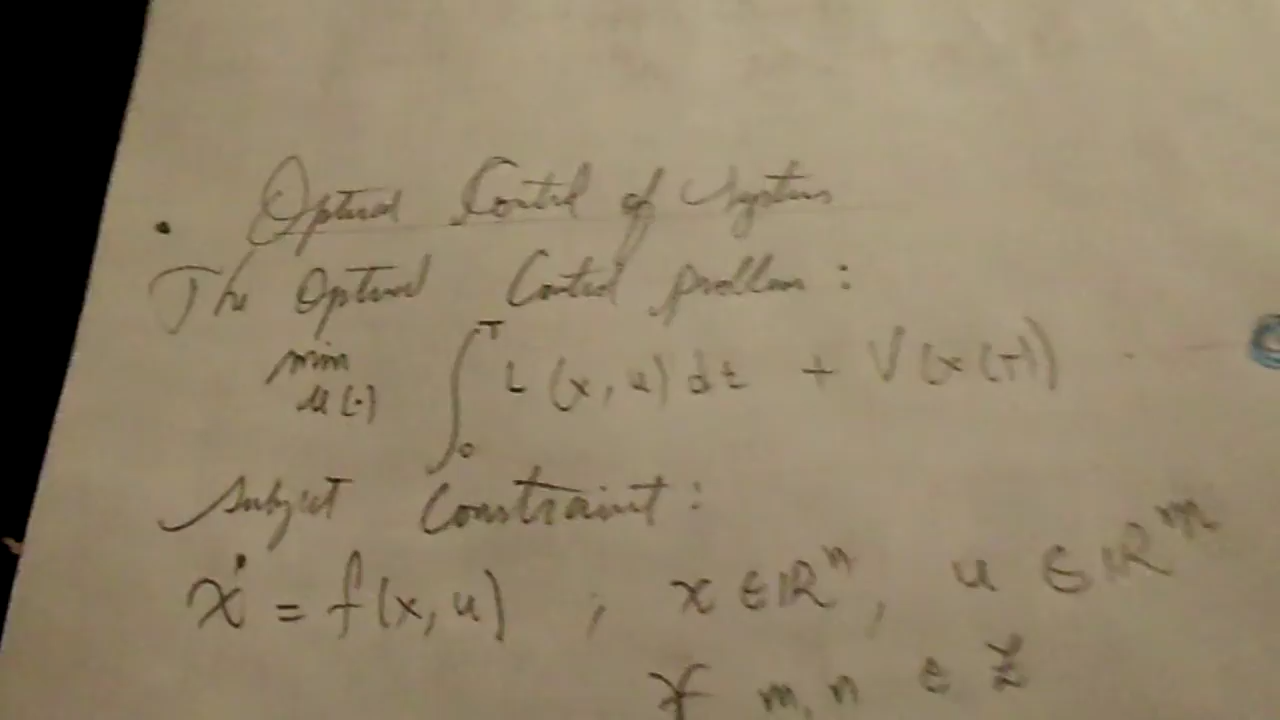 Optimal Control of Systems
The Optimal Control problem :
min
u(·) ∫₀ᵀ L (x, u) dt + V(x(T))
subject constraint :
ẋ = f(x, u) ; x ∈ ℝⁿ, u ∈ ℝᵐ
m, n ∈ ℤ